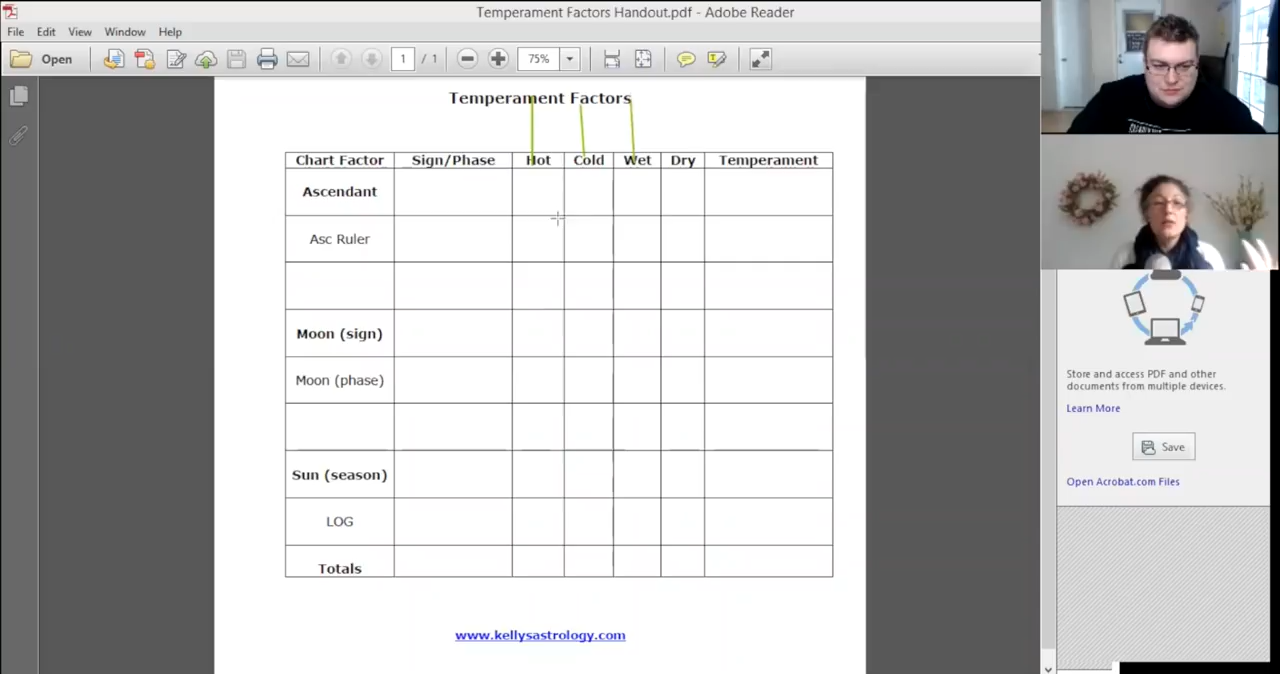 Temperament Factors Handout.pdf - Adobe Reader
File Edit View Window Help
Open 1 / 1 75%
Temperament Factors
Chart Factor Sign/Phase Hot Cold Wet Dry Temperament
Ascendant
Asc Ruler
Moon (sign)
Moon (phase)
Sun (season)
LOG
Totals
www.kellysastrology.com
Store and access PDF and other
documents from multiple devices.
Learn More
Save
Open Acrobat.com Files